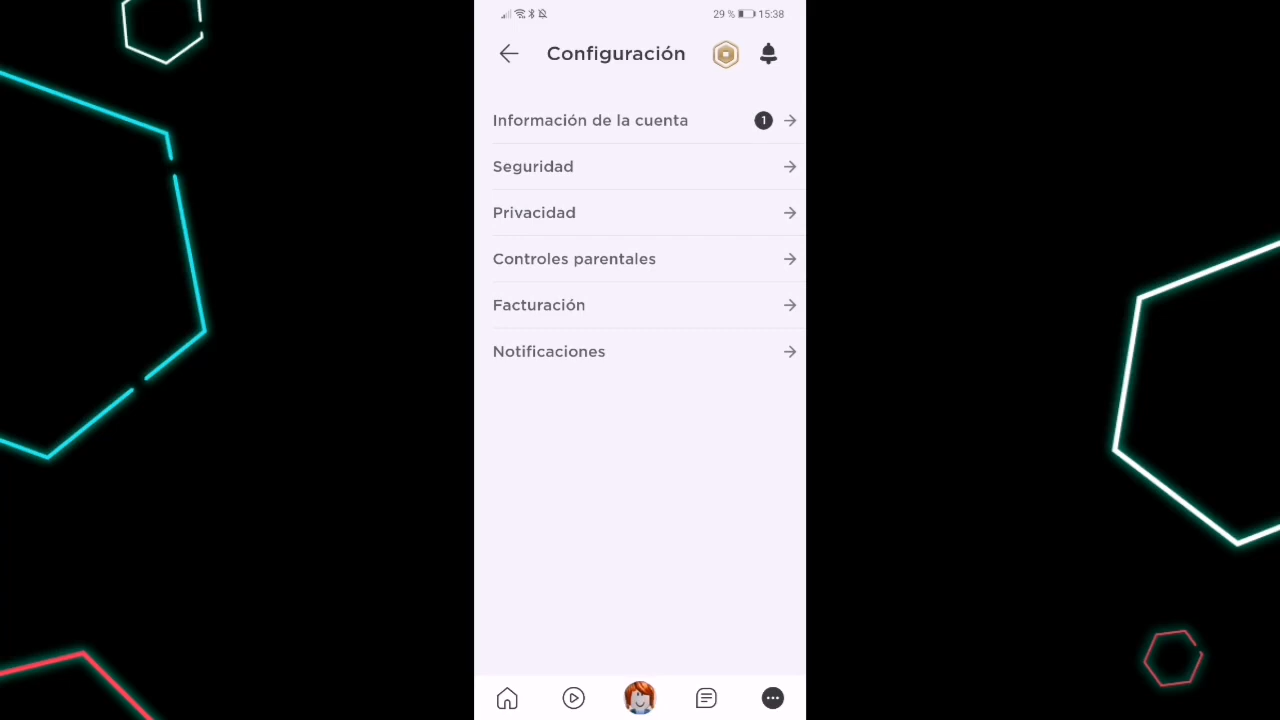 29 % 15:38
Configuración
Información de la cuenta 1
Seguridad
Privacidad
Controles parentales
Facturación
Notificaciones